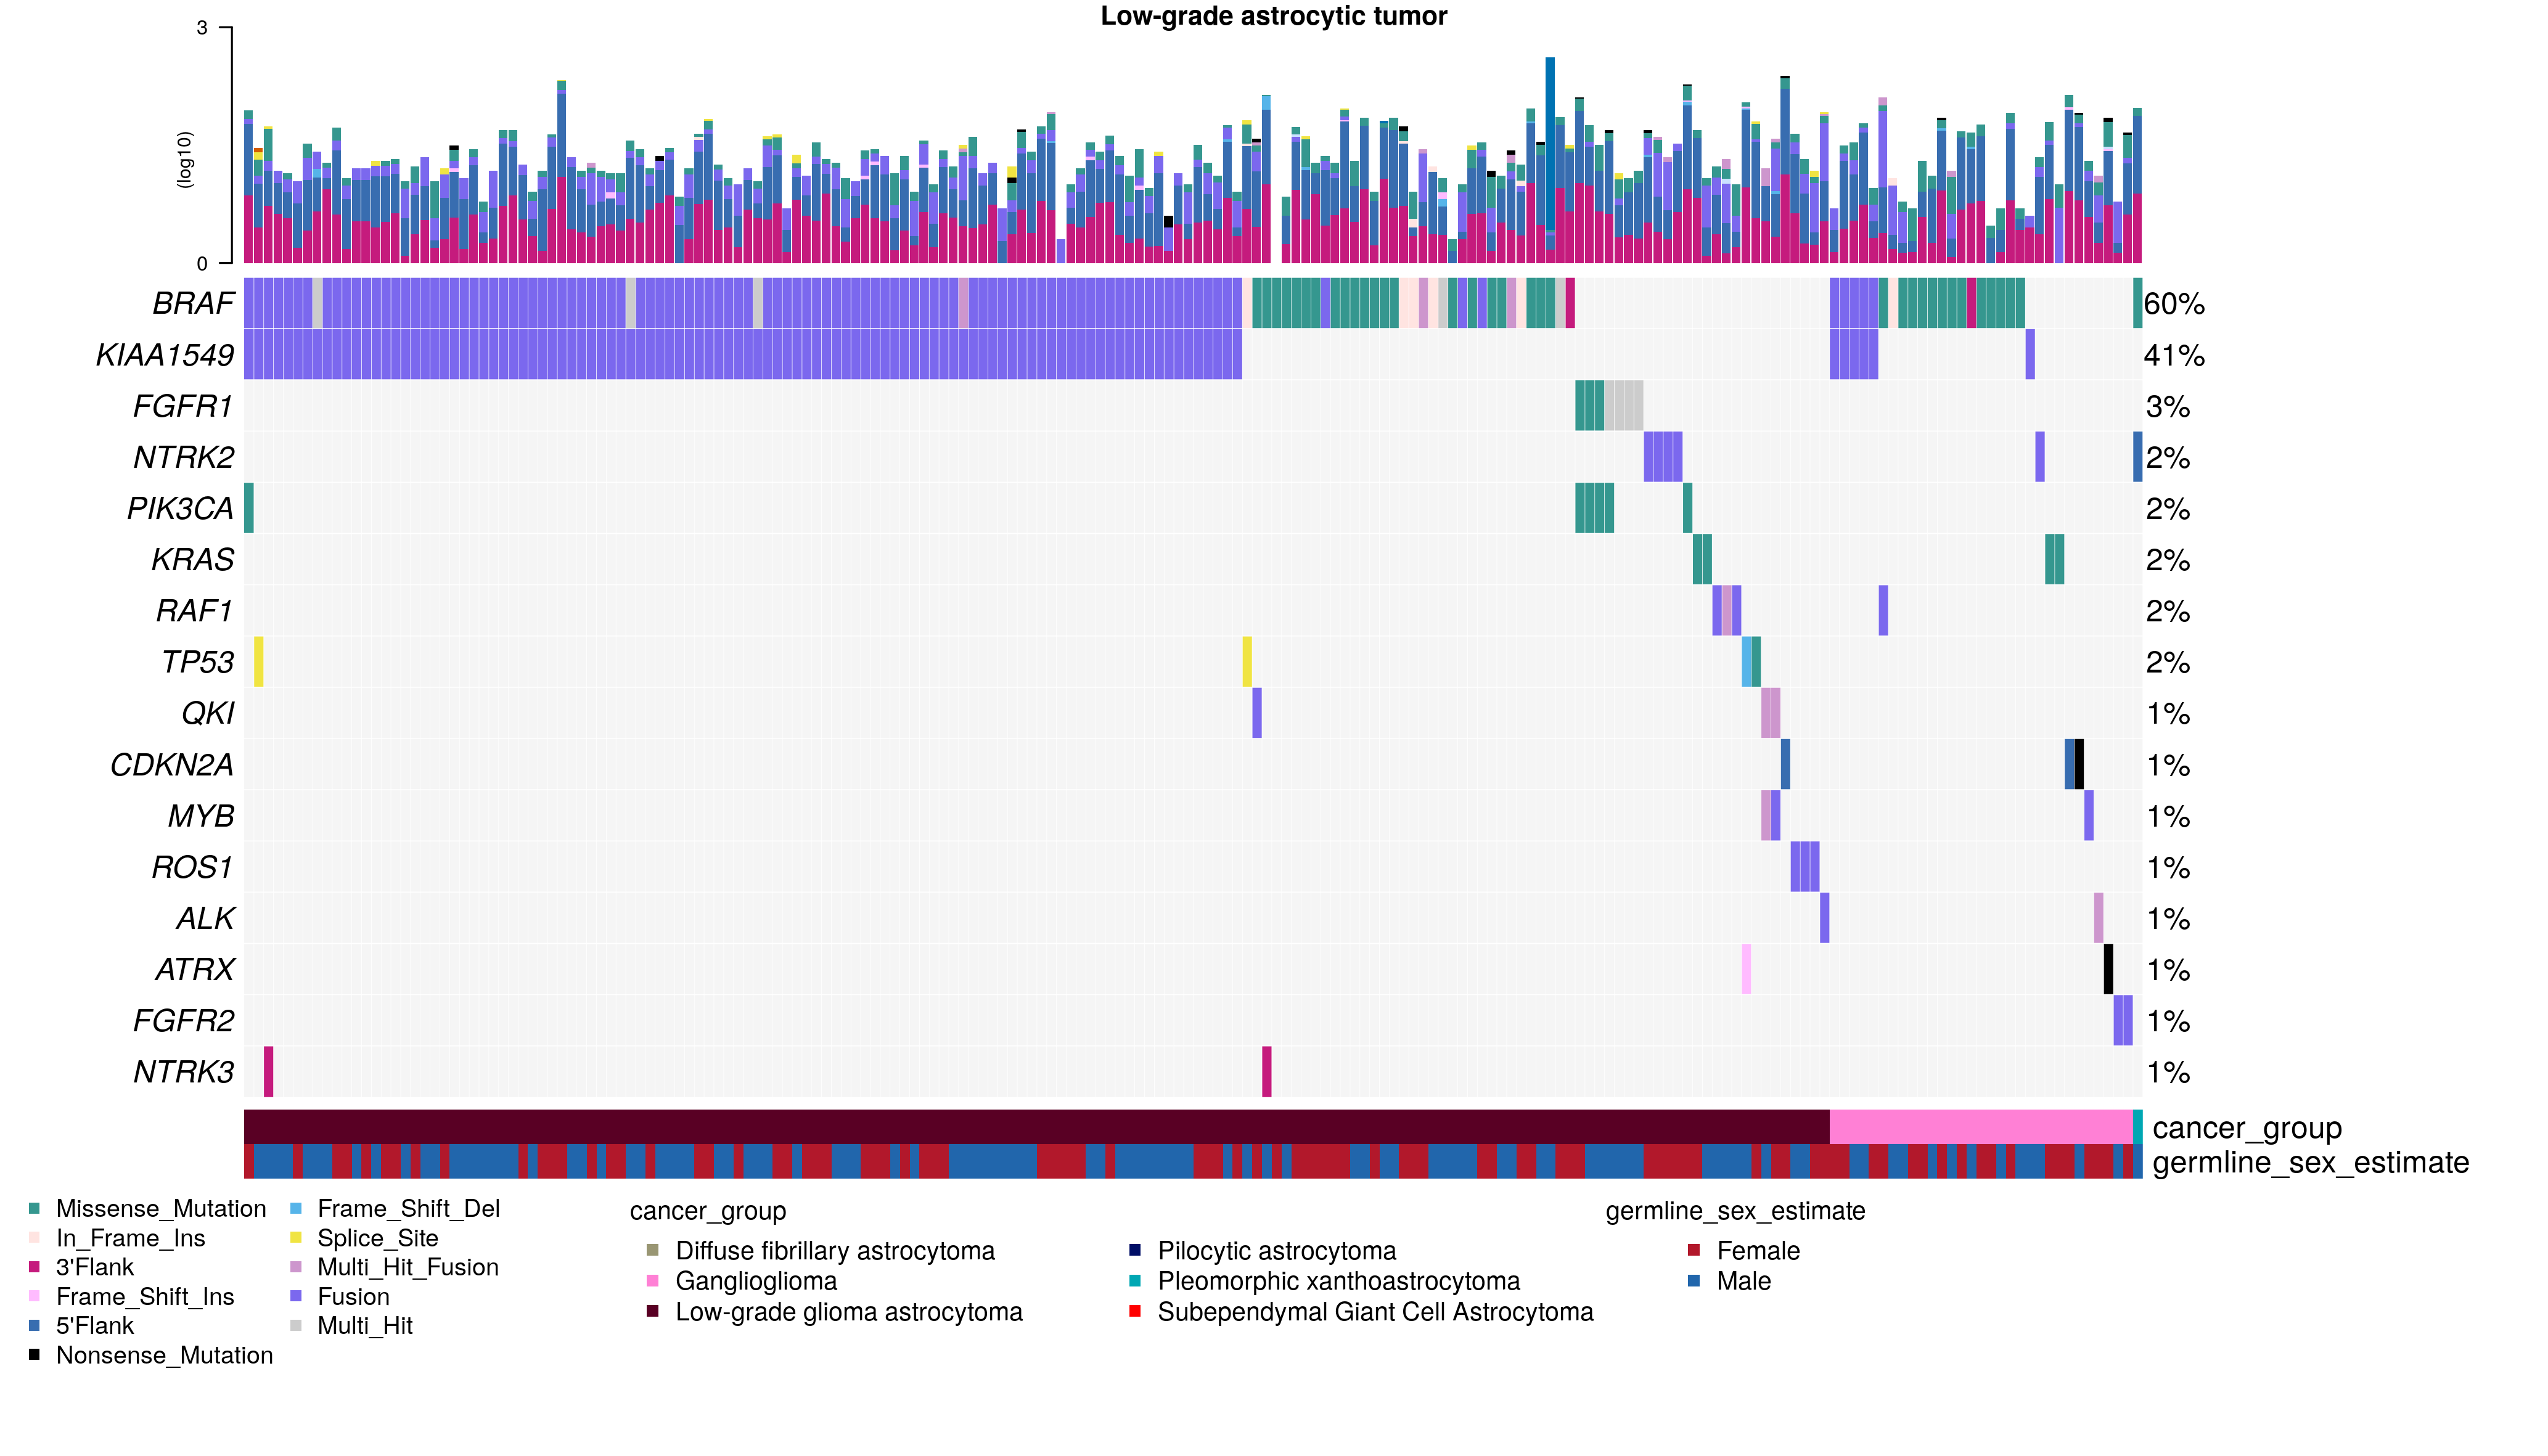 Low-grade astrocytic tumor
3
(log10)
0
BRAF 60%
KIAA1549 41%
FGFR1 3%
NTRK2 2%
PIK3CA 2%
KRAS 2%
RAF1 2%
TP53 2%
QKI 1%
CDKN2A 1%
MYB 1%
ROS1 1%
ALK 1%
ATRX 1%
FGFR2 1%
NTRK3 1%
cancer_group
germline_sex_estimate
Missense_Mutation
In_Frame_Ins
3'Flank
Frame_Shift_Ins
5'Flank
Nonsense_Mutation
Frame_Shift_Del
Splice_Site
Multi_Hit_Fusion
Fusion
Multi_Hit
cancer_group
Diffuse fibrillary astrocytoma
Ganglioglioma
Low-grade glioma astrocytoma
Pilocytic astrocytoma
Pleomorphic xanthoastrocytoma
Subependymal Giant Cell Astrocytoma
germline_sex_estimate
Female
Male